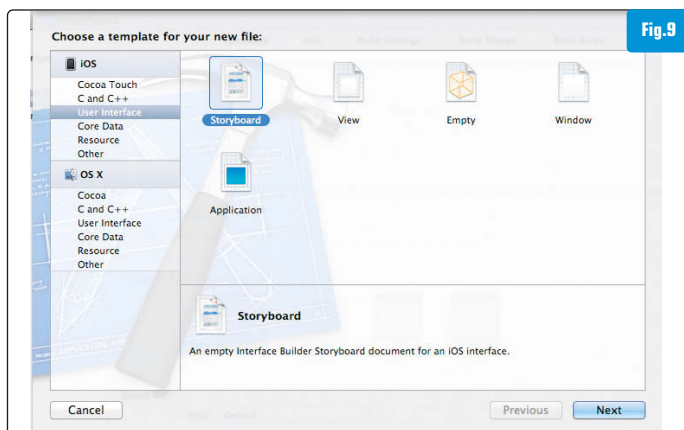 Fig.9
Choose a template for your new file:
iOS
Cocoa Touch
C and C++
User Interface
Core Data
Resource
Other
OS X
Cocoa
C and C++
User Interface
Core Data
Resource
Other
Storyboard
View
Empty
Window
Application
Storyboard
An empty Interface Builder Storyboard document for an iOS interface.
Cancel
Previous
Next